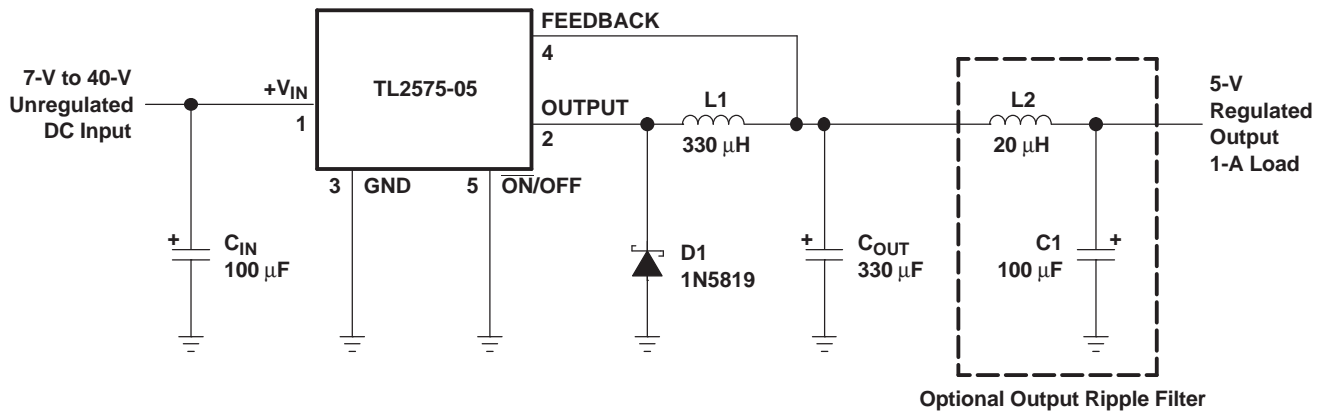 FEEDBACK
4
7-V to 40-V
Unregulated
DC Input
+VIN
1
TL2575-05
OUTPUT
2
L1
330 μH
L2
20 μH
5-V
Regulated
Output
1-A Load
3 GND
5 ON/OFF
+
CIN
100 μF
D1
1N5819
+
COUT
330 μF
C1
100 μF
+
Optional Output Ripple Filter